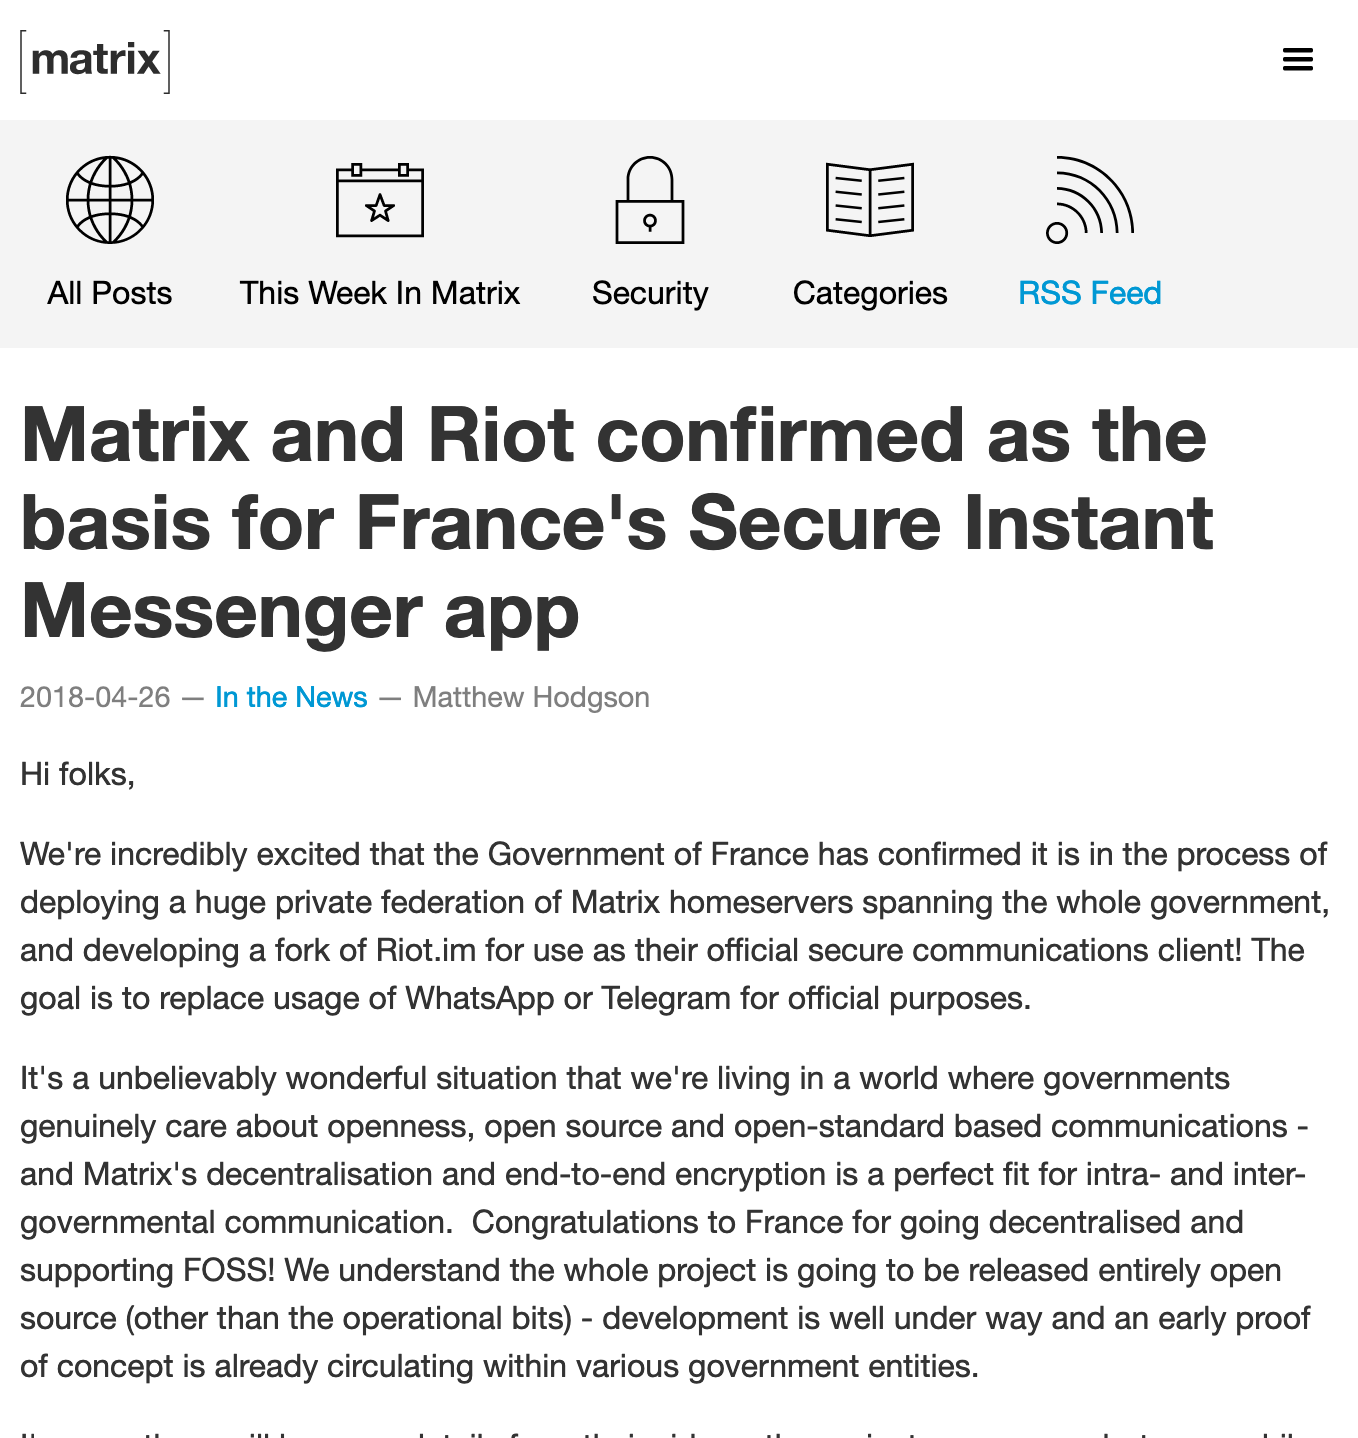 [matrix]
All Posts
This Week In Matrix
Security
Categories
RSS Feed
Matrix and Riot confirmed as the
basis for France's Secure Instant
Messenger app
2018-04-26 — In the News — Matthew Hodgson
Hi folks,
We're incredibly excited that the Government of France has confirmed it is in the process of
deploying a huge private federation of Matrix homeservers spanning the whole government,
and developing a fork of Riot.im for use as their official secure communications client! The
goal is to replace usage of WhatsApp or Telegram for official purposes.
It's a unbelievably wonderful situation that we're living in a world where governments
genuinely care about openness, open source and open-standard based communications -
and Matrix's decentralisation and end-to-end encryption is a perfect fit for intra- and inter-
governmental communication.  Congratulations to France for going decentralised and
supporting FOSS! We understand the whole project is going to be released entirely open
source (other than the operational bits) - development is well under way and an early proof
of concept is already circulating within various government entities.